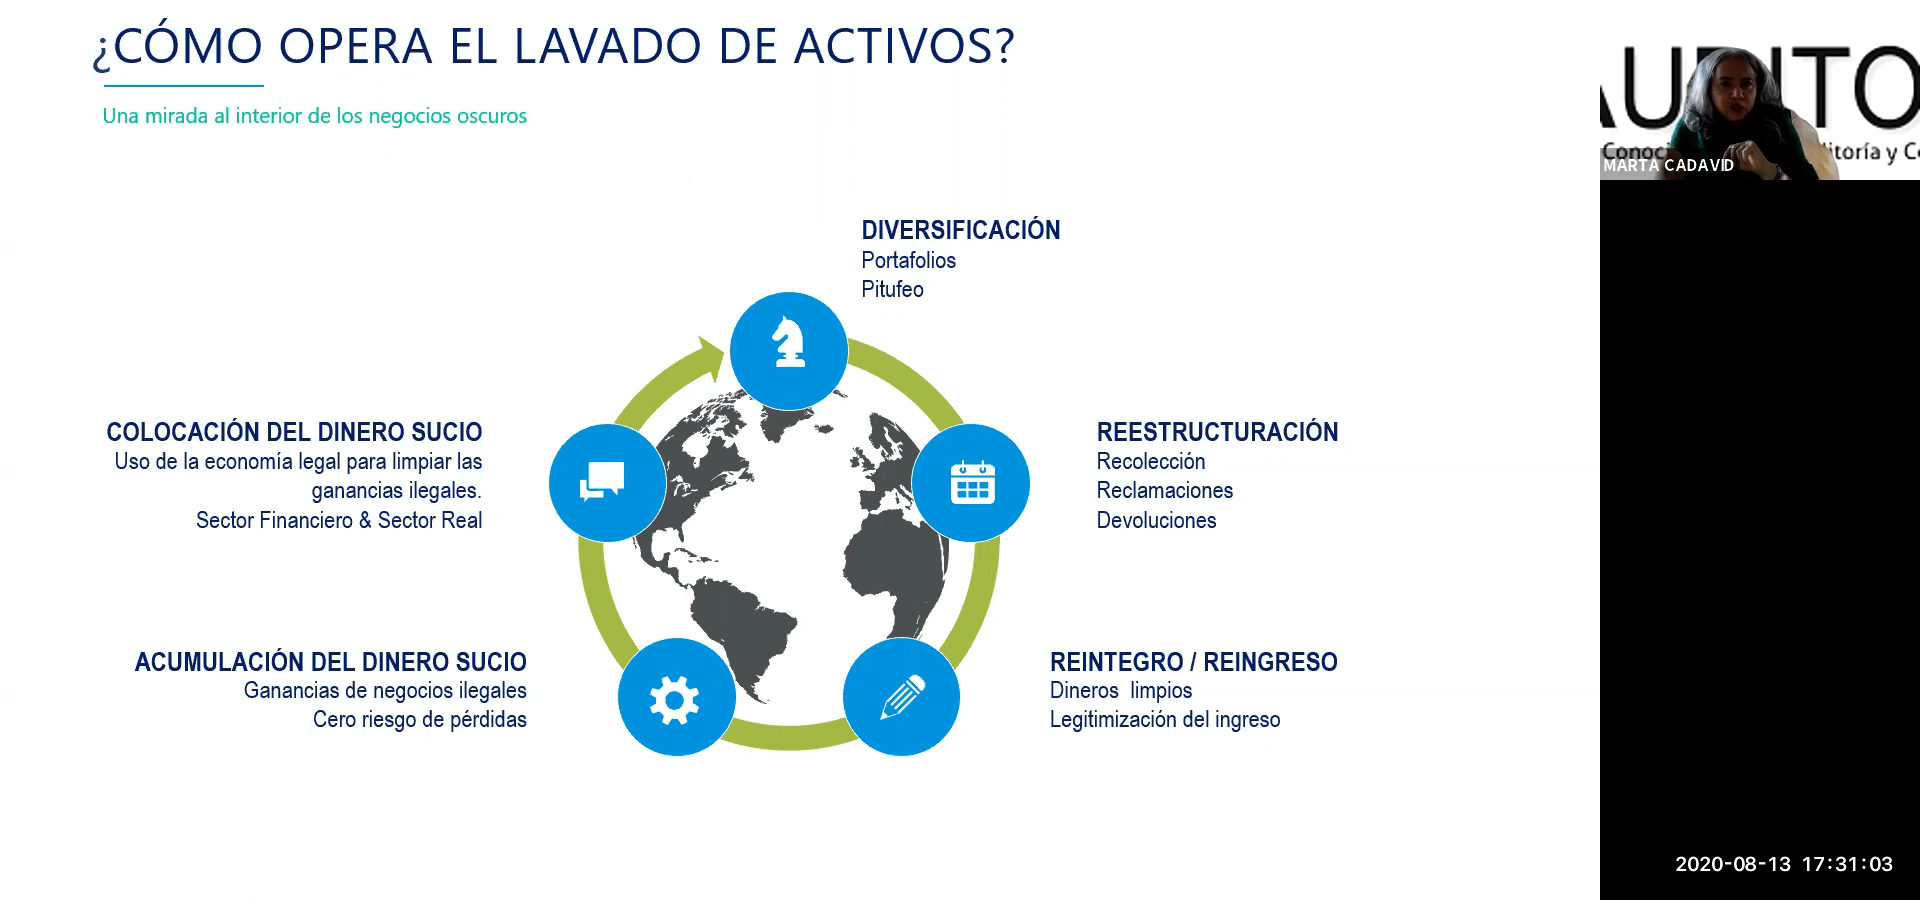 ¿CÓMO OPERA EL LAVADO DE ACTIVOS?
Una mirada al interior de los negocios oscuros
DIVERSIFICACIÓN
Portafolios
Pitufeo
COLOCACIÓN DEL DINERO SUCIO
Uso de la economía legal para limpiar las
ganancias ilegales.
Sector Financiero & Sector Real
REESTRUCTURACIÓN
Recolección
Reclamaciones
Devoluciones
ACUMULACIÓN DEL DINERO SUCIO
Ganancias de negocios ilegales
Cero riesgo de pérdidas
REINTEGRO / REINGRESO
Dineros limpios
Legitimización del ingreso
MARTA CADAVID
2020-08-13 17:31:03